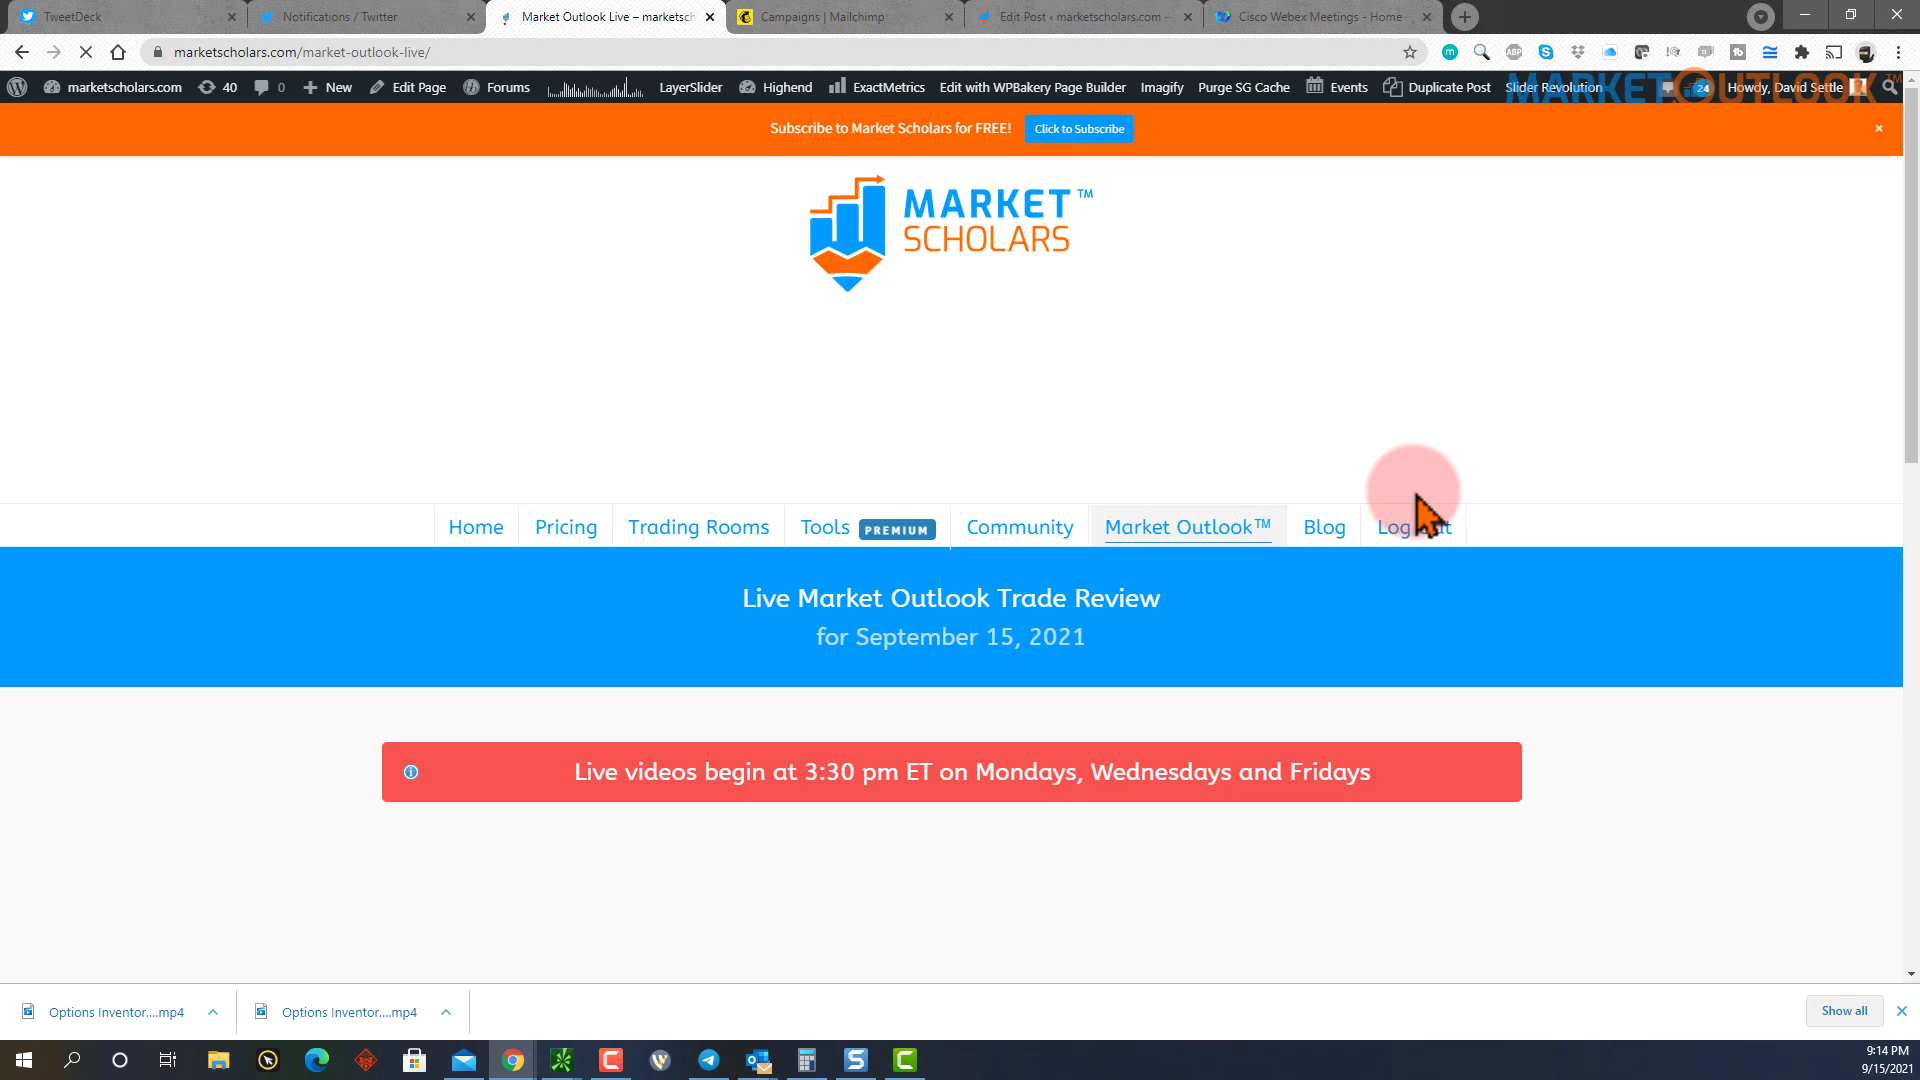 TweetDeck
Notifications / Twitter
Market Outlook Live – marketsch
Campaigns | Mailchimp
Edit Post ‹ marketscholars.com —
Cisco Webex Meetings - Home
marketscholars.com/market-outlook-live/
marketscholars.com
40
0
New
Edit Page
Forums
LayerSlider
Highend
ExactMetrics
Edit with WPBakery Page Builder
Imagify
Purge SG Cache
Events
Duplicate Post
Slider Revolution
24
Howdy, David Settle
MARKETOUTLOOK™
Subscribe to Market Scholars for FREE!
Click to Subscribe
MARKET™
SCHOLARS
Home
Pricing
Trading Rooms
Tools PREMIUM
Community
Market Outlook™
Blog
Log Out
Live Market Outlook Trade Review
for September 15, 2021
Live videos begin at 3:30 pm ET on Mondays, Wednesdays and Fridays
Options Inventor....mp4
Options Inventor....mp4
Show all
9:14 PM
9/15/2021